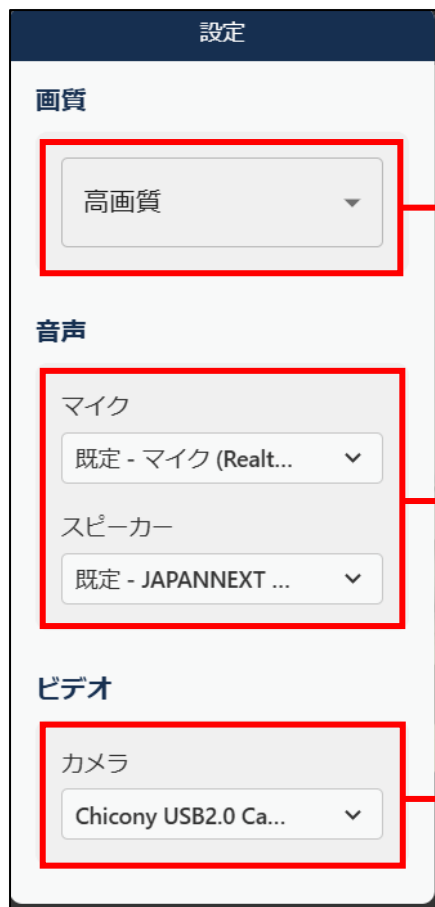 設定
画質
高画質
音声
マイク
既定 - マイク (Realt...
スピーカー
既定 - JAPANNEXT ...
ビデオ
カメラ
Chicony USB2.0 Ca...